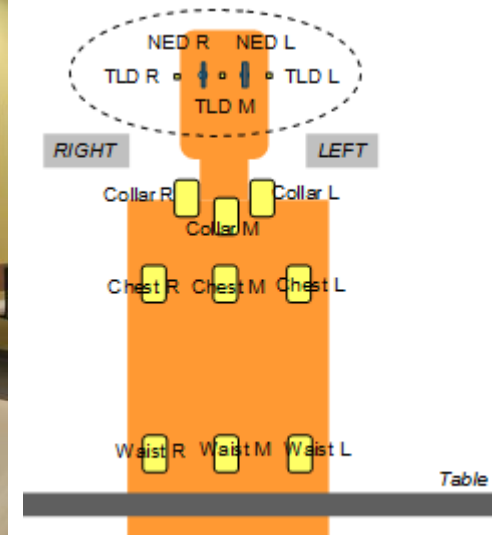 NED R NED L
TLD R TLD L
TLD M
RIGHT LEFT
Collar R Collar L
Collar M
Chest R Chest M Chest L
Waist R Waist M Waist L
Table